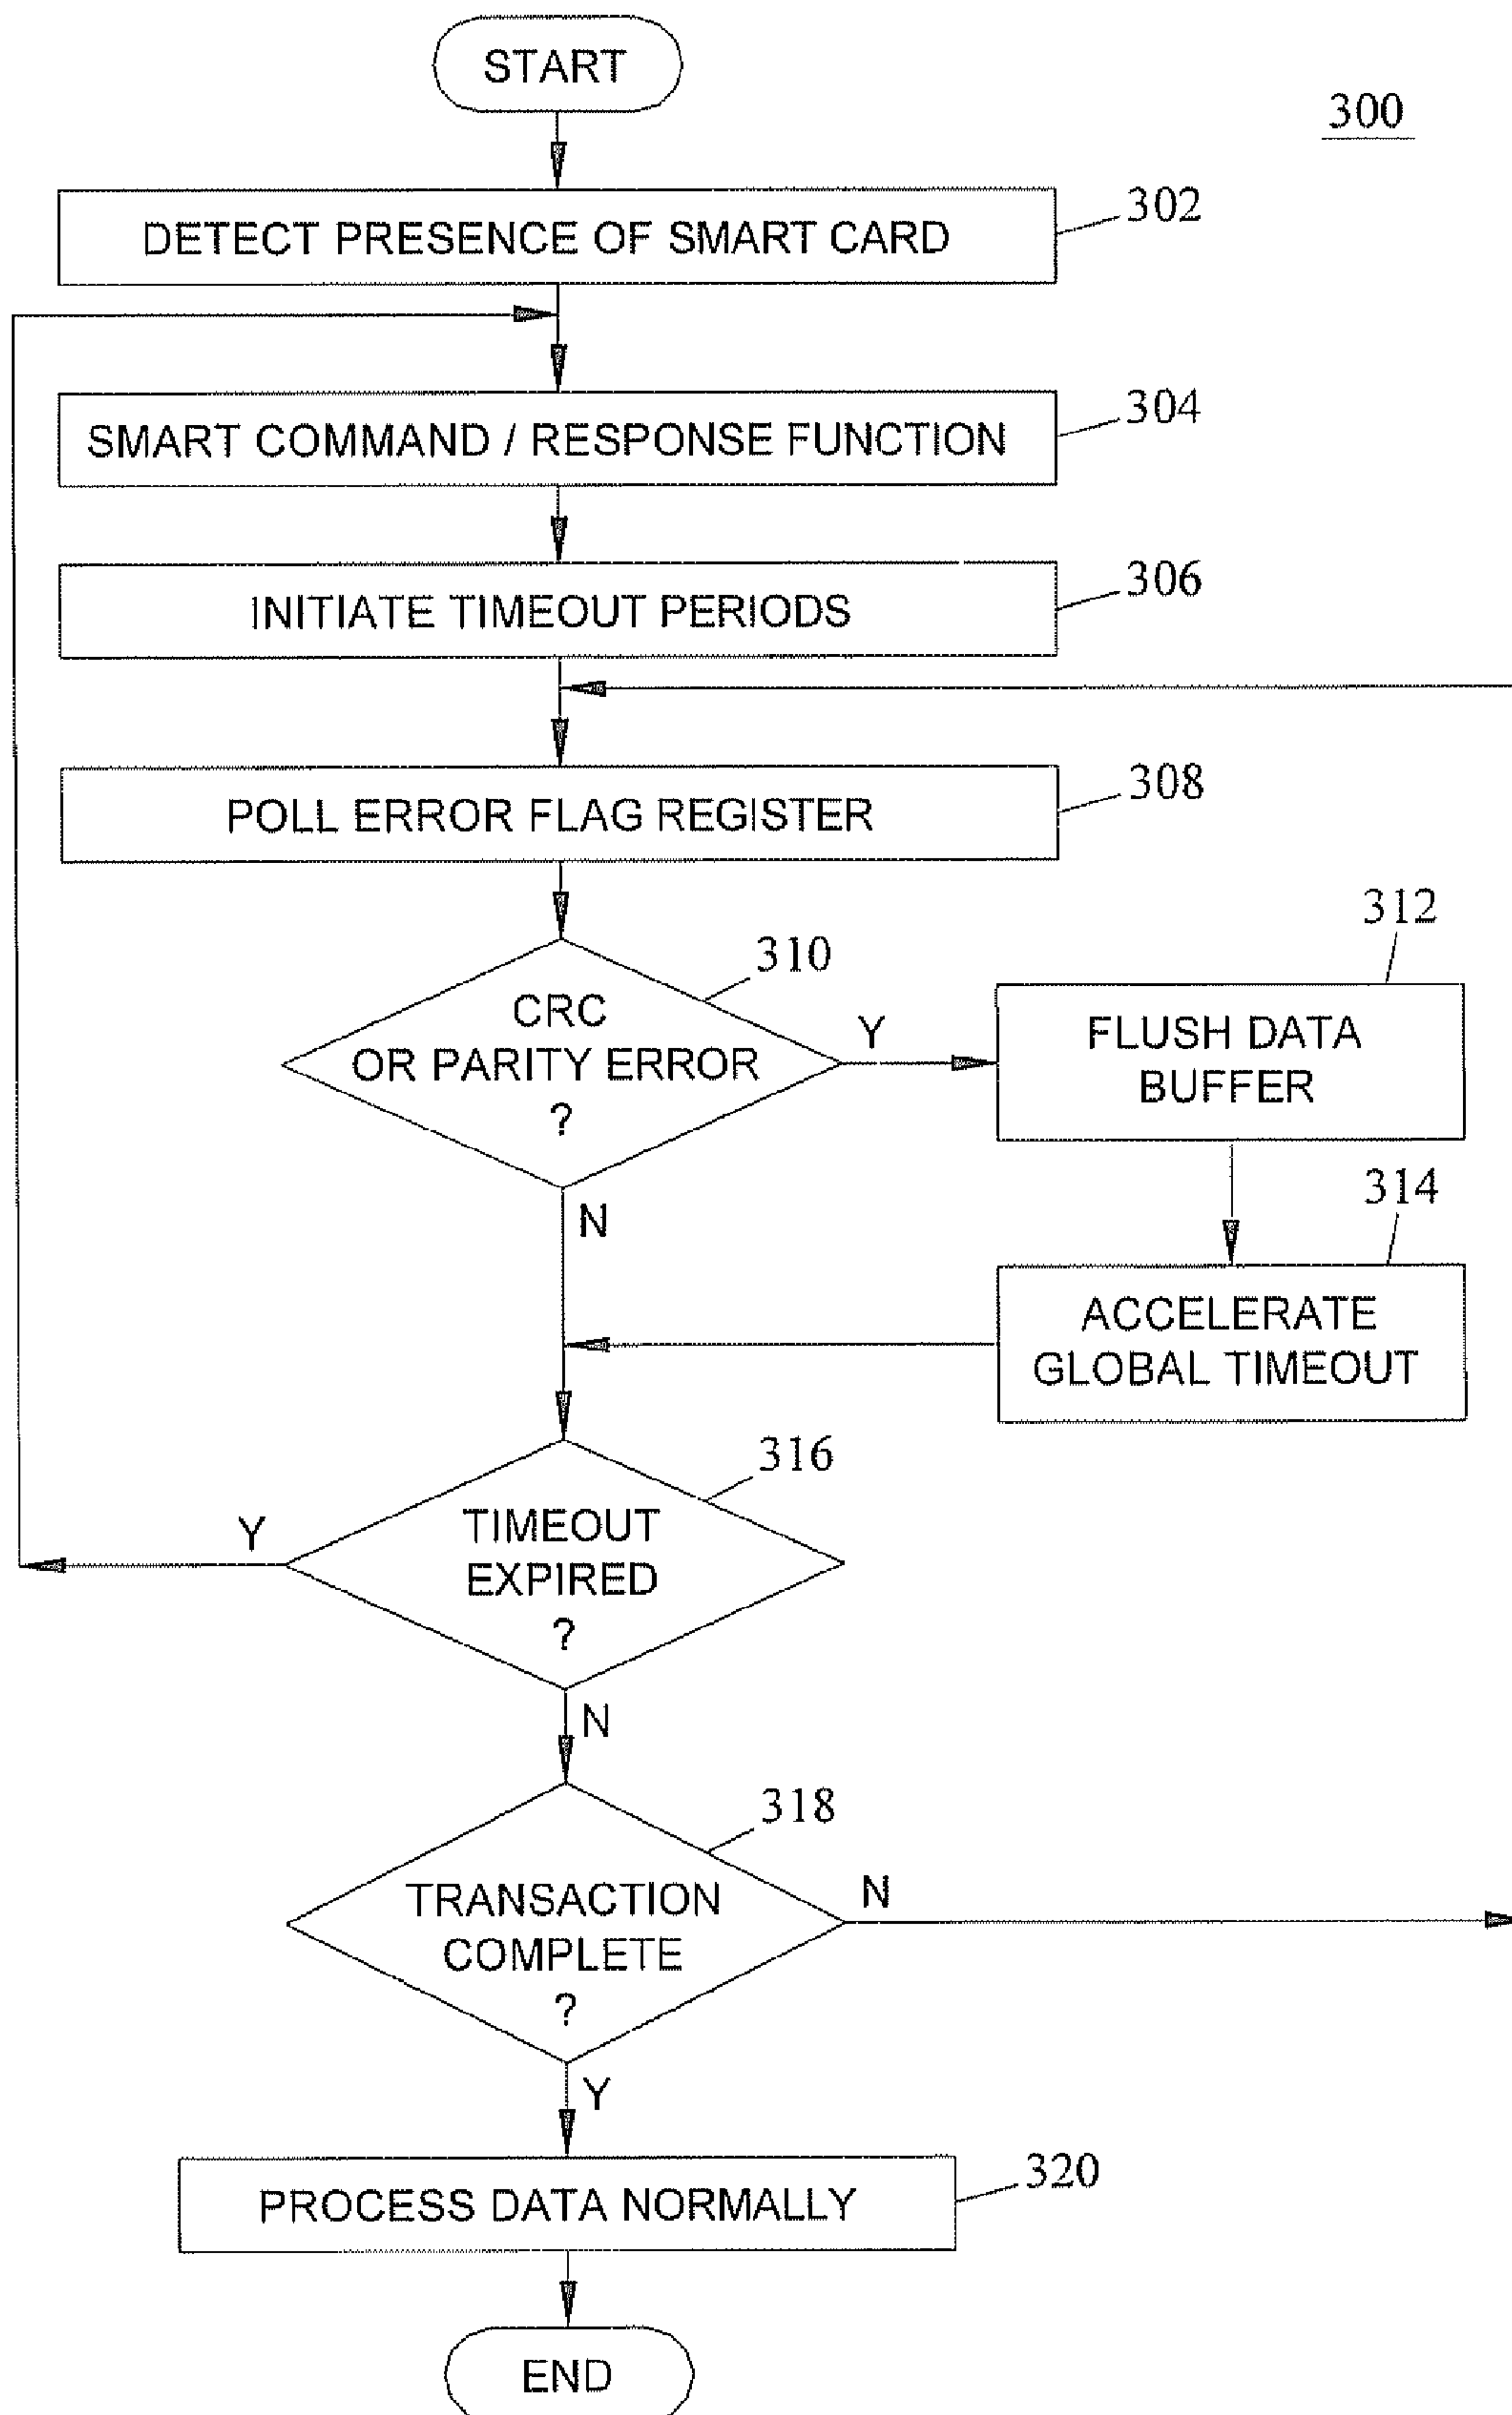 START
300
DETECT PRESENCE OF SMART CARD
302
SMART COMMAND / RESPONSE FUNCTION
304
INITIATE TIMEOUT PERIODS
306
POLL ERROR FLAG REGISTER
308
310
CRC
OR PARITY ERROR
?
Y
N
312
FLUSH DATA
BUFFER
314
ACCELERATE
GLOBAL TIMEOUT
316
TIMEOUT
EXPIRED
?
Y
N
318
TRANSACTION
COMPLETE
?
N
Y
PROCESS DATA NORMALLY
320
END